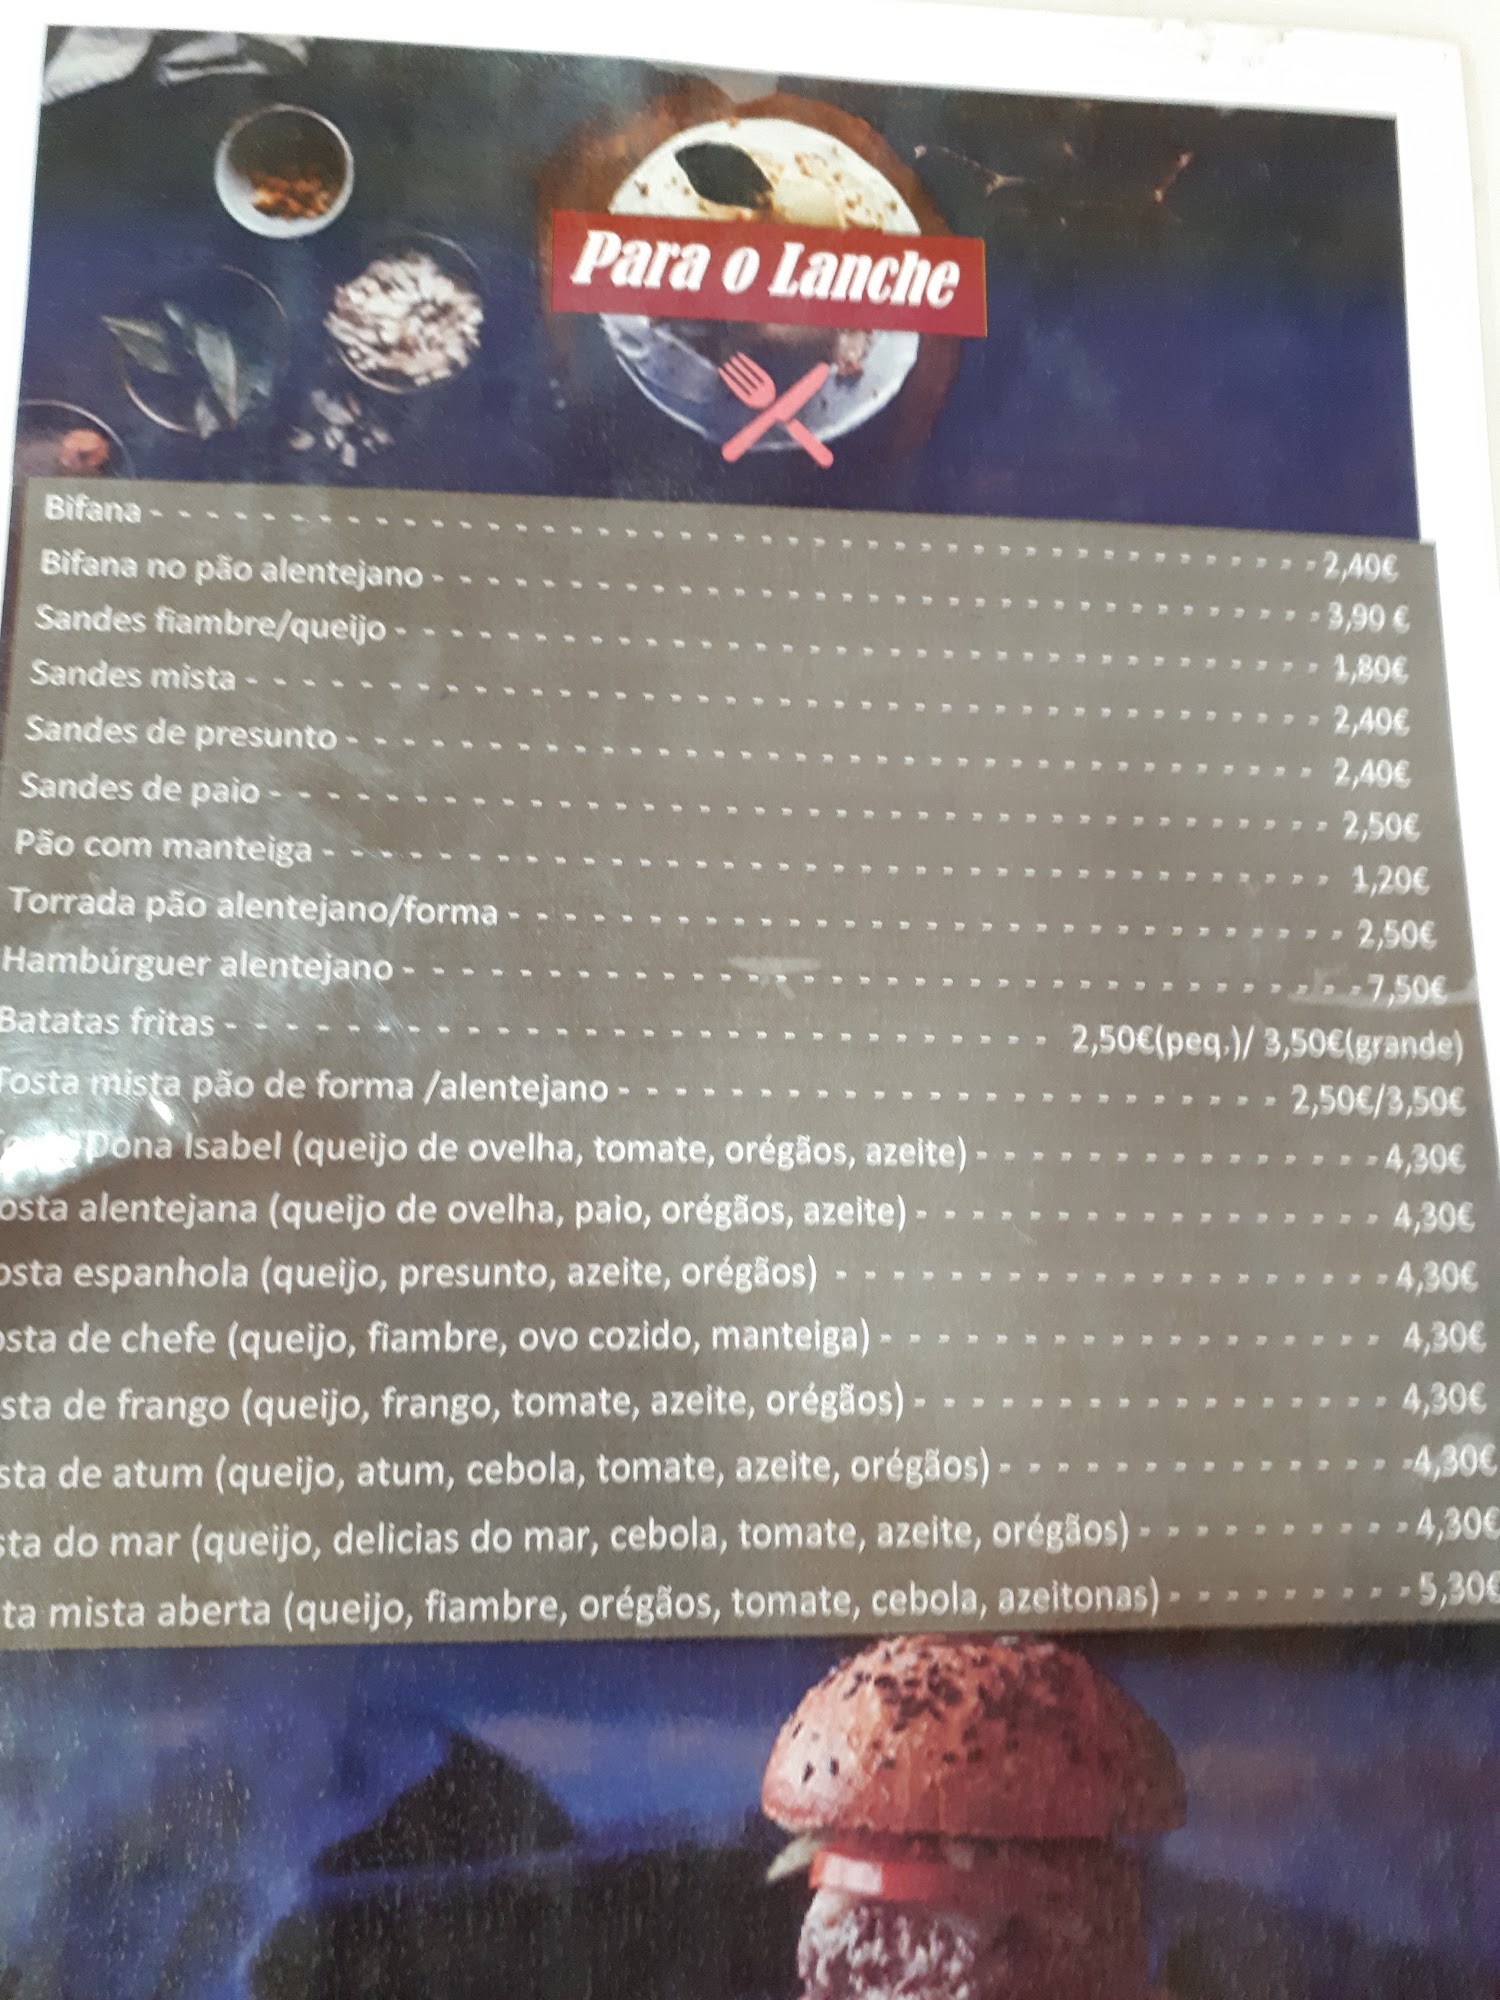 Para o Lanche
Bifana - - - - - - - - - - - - - - - - - - - - 2,40€
Bifana no pão alentejano - - - - - - - - - - - - - - - - - - - - 3,90 €
Sandes fiambre/queijo - - - - - - - - - - - - - - - - - - - - 1,80€
Sandes mista - - - - - - - - - - - - - - - - - - - - 2,40€
Sandes de presunto - - - - - - - - - - - - - - - - - - - - 2,40€
Sandes de paio - - - - - - - - - - - - - - - - - - - - 2,50€
Pão com manteiga - - - - - - - - - - - - - - - - - - - - 1,20€
Torrada pão alentejano/forma - - - - - - - - - - - - - - - - - - - - 2,50€
Hambúrguer alentejano - - - - - - - - - - - - - - - - - - - - 7,50€
Batatas fritas - - - - - - - - - - - - - - - - - - - - 2,50€(peq.)/ 3,50€(grande)
Tosta mista pão de forma /alentejano - - - - - - - - - - - - - - - - - - - - 2,50€/3,50€
Dona Isabel (queijo de ovelha, tomate, orégãos, azeite) - - - - - - - - - - - - - - 4,30€
osta alentejana (queijo de ovelha, paio, orégãos, azeite) - - - - - - - - - - - - - - - - 4,30€
osta espanhola (queijo, presunto, azeite, orégãos) - - - - - - - - - - - - - - - - - - - 4,30€
osta de chefe (queijo, fiambre, ovo cozido, manteiga) - - - - - - - - - - - - - - - - - 4,30€
sta de frango (queijo, frango, tomate, azeite, orégãos) - - - - - - - - - - - - - - - - 4,30€
sta de atum (queijo, atum, cebola, tomate, azeite, orégãos) - - - - - - - - - - - - - - 4,30€
sta do mar (queijo, delicias do mar, cebola, tomate, azeite, orégãos) - - - - - - - - - - 4,30€
ta mista aberta (queijo, fiambre, orégãos, tomate, cebola, azeitonas) - - - - - - - - - 5,30€